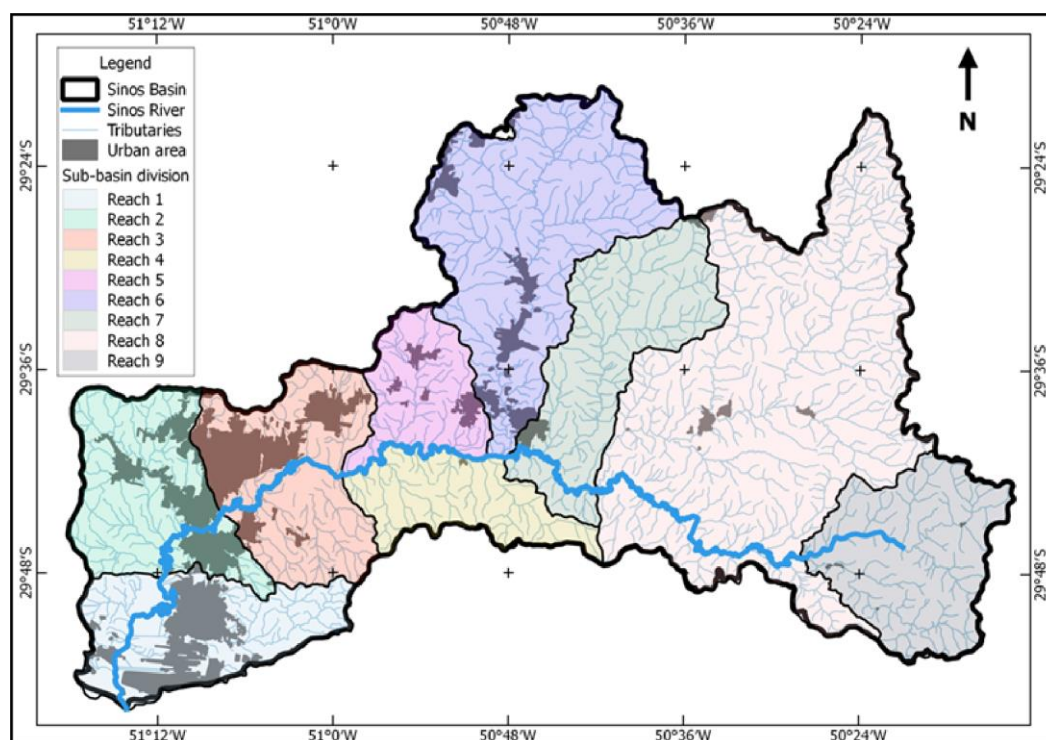 51°12'W 51°00'W 50°48'W 50°36'W 50°24'W
Legend
Sinos Basin
Sinos River
Tributaries
Urban area
Sub-basin division
Reach 1
Reach 2
Reach 3
Reach 4
Reach 5
Reach 6
Reach 7
Reach 8
Reach 9
N
29°24'S 29°24'S
29°36'S 29°36'S
29°48'S 29°48'S
51°12'W 51°00'W 50°48'W 50°36'W 50°24'W